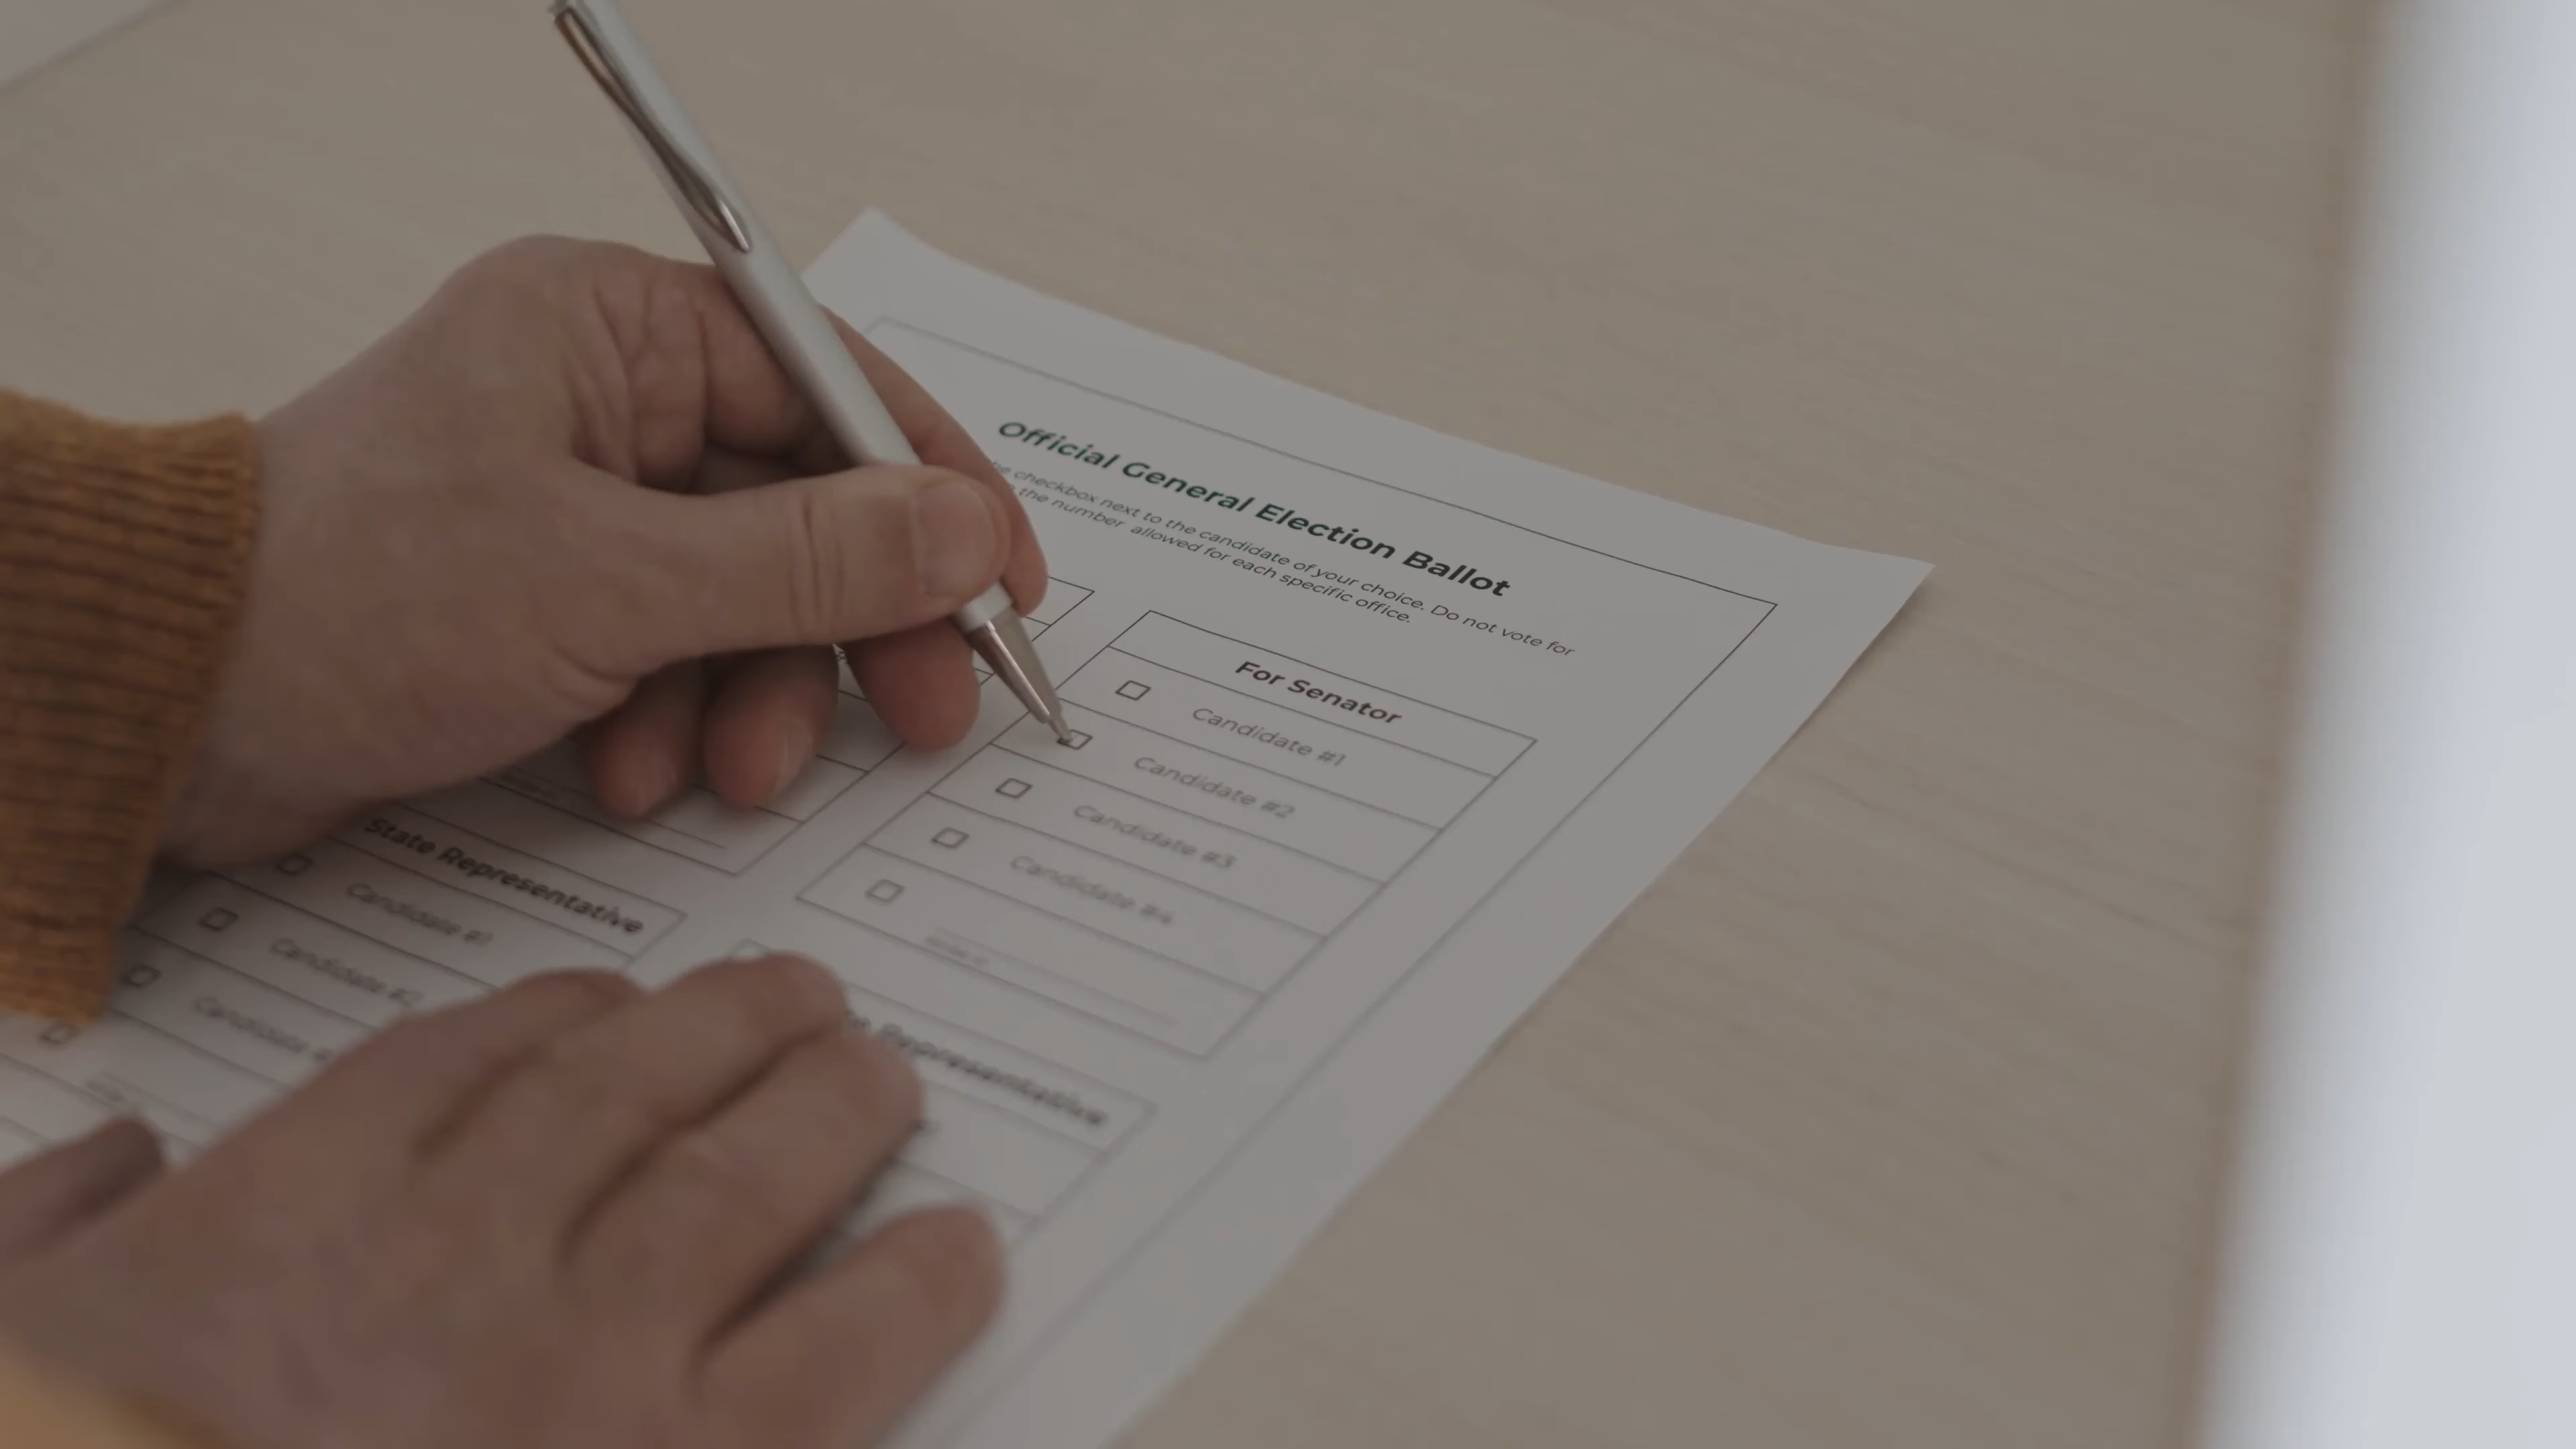 Official General Election Ballot
checkbox next to the candidate of your choice. Do not vote for
the number allowed for each specific office.
For Senator
Candidate #1
Candidate #2
Candidate #3
Candidate #4
State Representative
Candidate #1
Candidate #2
Candidate
Representative